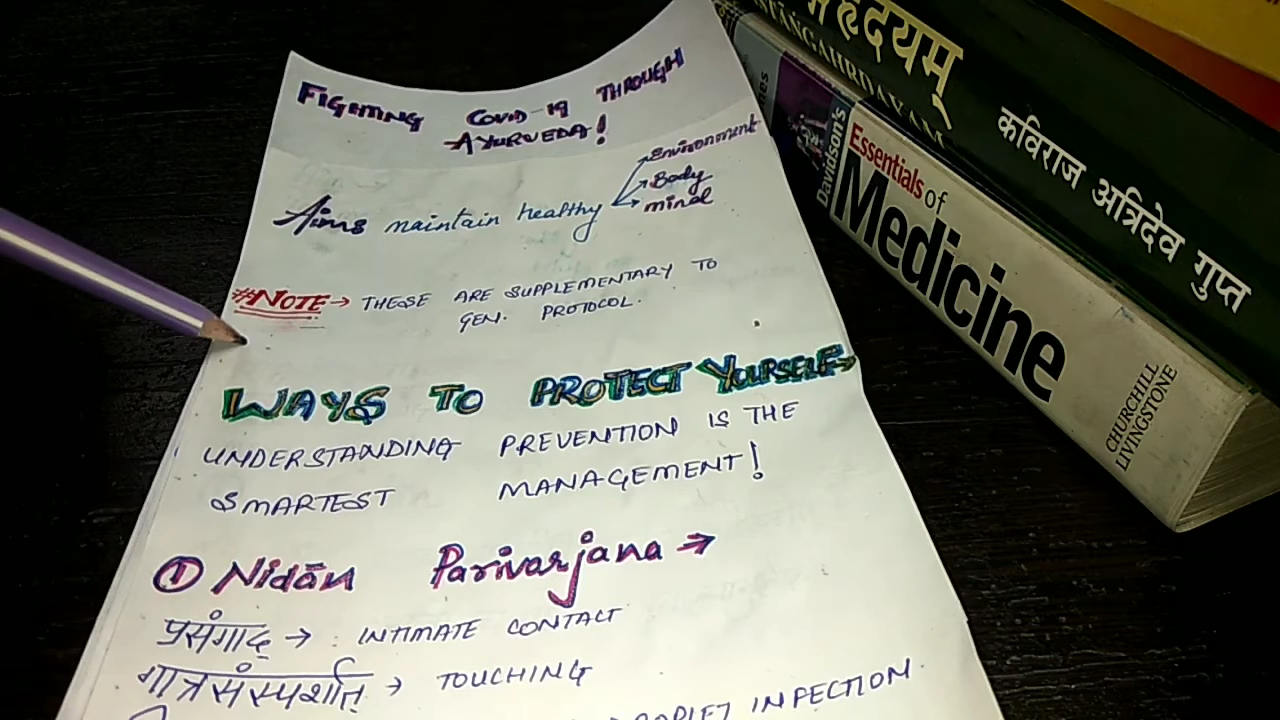 FIGHTING COVID-19 THROUGH
AYURVEDA!
Aims maintain healthy
Environment
Body
mind
#NOTE → THESE ARE SUPPLEMENTARY TO
GEN. PROTOCOL.
WAYS TO PROTECT YOURSELF→
UNDERSTANDING PREVENTION IS THE
SMARTEST MANAGEMENT!
① Nidān Parivarjana →
प्रसंगाद् → : INTIMATE CONTACT
गात्रसंस्पर्शात् → TOUCHING
INFECTION
हृदयम्
कविराज अत्रिदेव गुप्त
Davidson's
Essentials of
Medicine
CHURCHILL
LIVINGSTONE